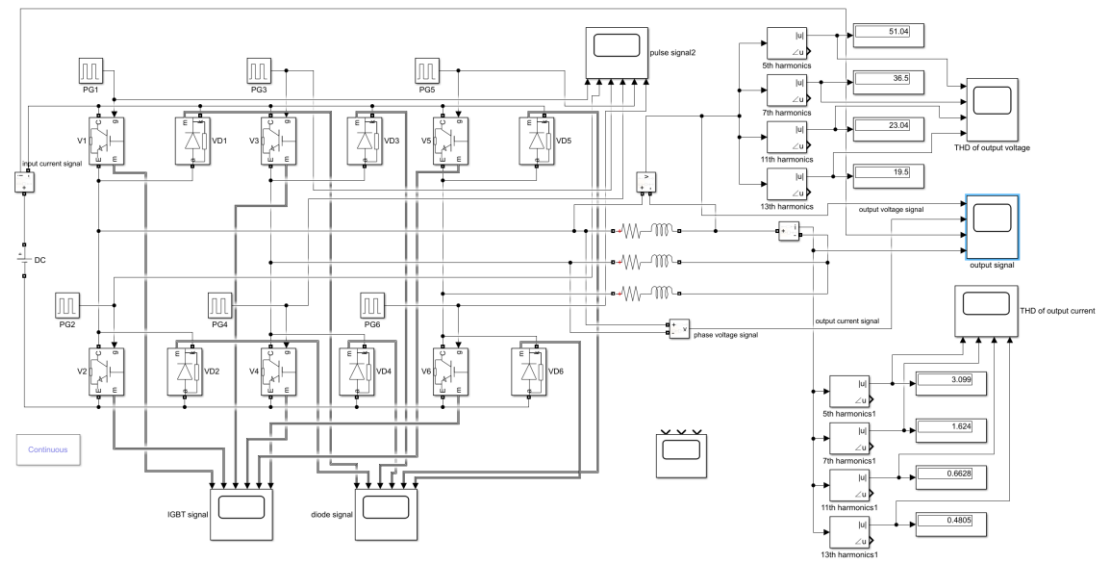 51.04
|u|
∠u
5th harmonics
pulse signal2
36.5
|u|
∠u
7th harmonics
PG1
PG3
PG5
23.04
|u|
∠u
11th harmonics
THD of output voltage
C
g
E
m
V1
VD1
V3
VD3
V5
VD5
19.5
|u|
∠u
13th harmonics
input current signal
output voltage signal
DC
output signal
PG2
PG4
PG6
THD of output current
output current signal
phase voltage signal
V2
VD2
V4
VD4
V6
VD6
3.099
|u|
∠u
5th harmonics1
1.624
|u|
∠u
7th harmonics1
Continuous
0.6628
|u|
∠u
11th harmonics1
IGBT signal
diode signal
0.4805
|u|
∠u
13th harmonics1